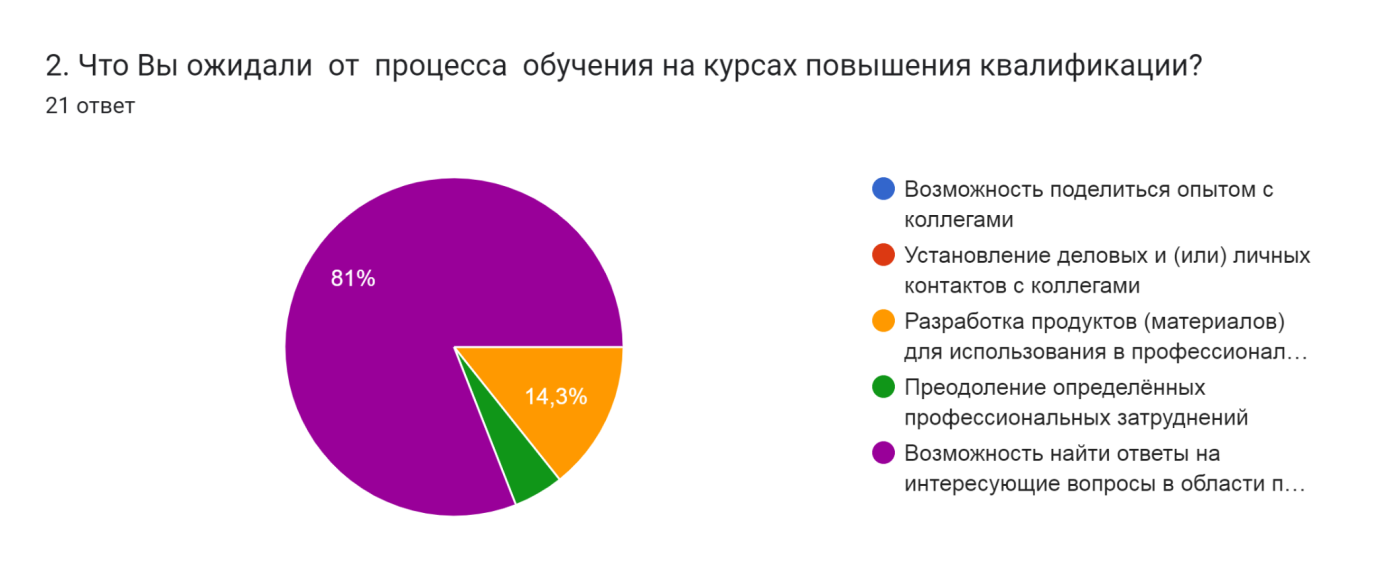 2. Что Вы ожидали от процесса обучения на курсах повышения квалификации?
21 ответ
81%
14,3%
Возможность поделиться опытом с
коллегами
Установление деловых и (или) личных
контактов с коллегами
Разработка продуктов (материалов)
для использования в профессионал…
Преодоление определённых
профессиональных затруднений
Возможность найти ответы на
интересующие вопросы в области п…